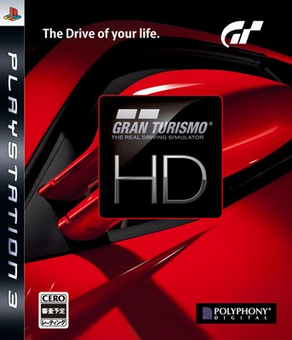 The Drive of your life.
GT
PLAYSTATION 3
GRAN TURISMO®
THE REAL DRIVING SIMULATOR
HD
CERO
審査予定
レーティング
POLYPHONY
DIGITAL